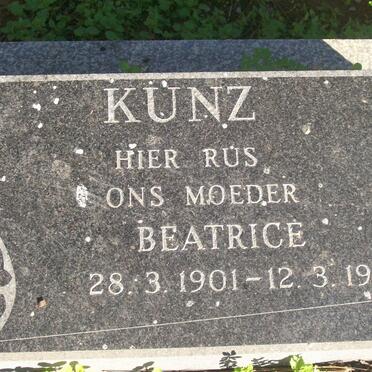 KUNZ
HIER RUS
ONS MOEDER
BEATRICE
28.3.1901-12.3.19